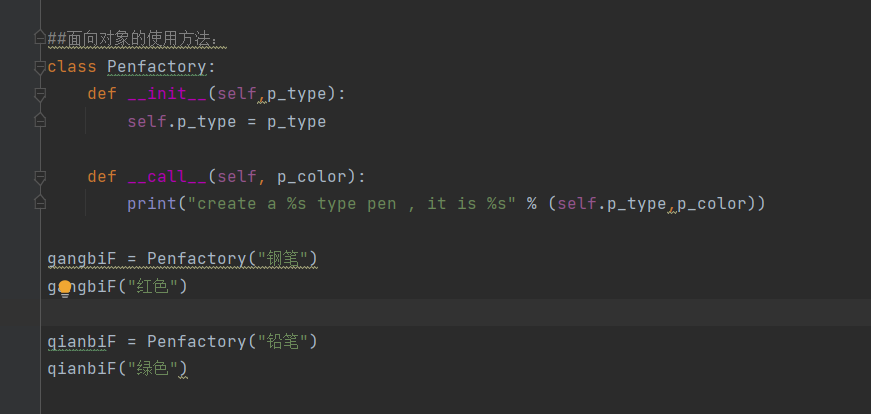 ##面向对象的使用方法：
class Penfactory:
    def __init__(self,p_type):
        self.p_type = p_type
    def __call__(self, p_color):
        print("create a %s type pen , it is %s" % (self.p_type,p_color))
gangbiF = Penfactory("钢笔")
gangbiF("红色")
qianbiF = Penfactory("铅笔")
qianbiF("绿色")